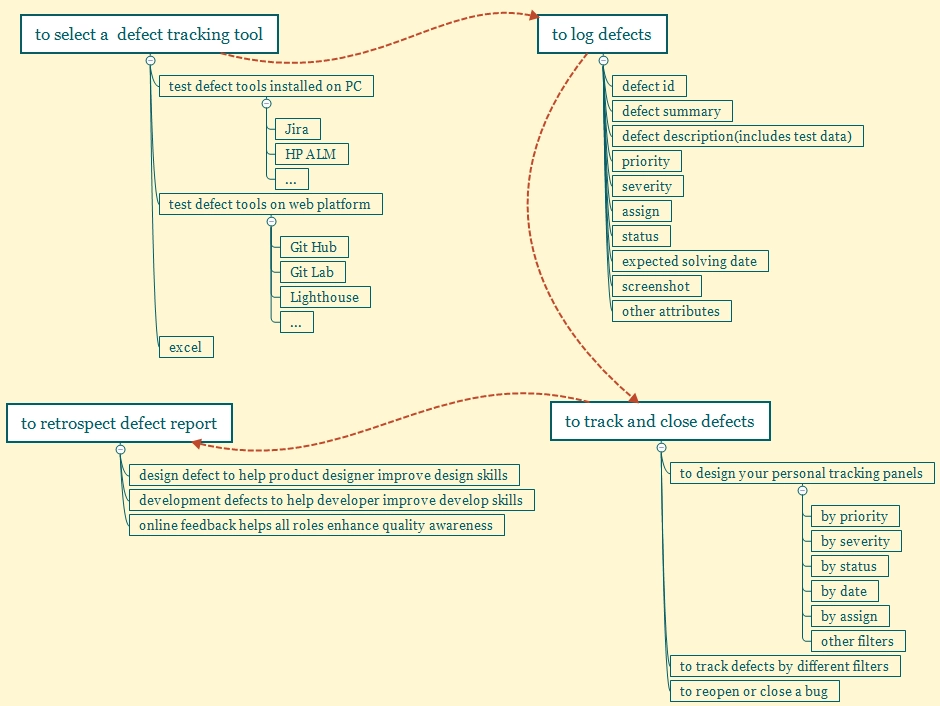 to select a  defect tracking tool
test defect tools installed on PC
Jira
HP ALM
...
test defect tools on web platform
Git Hub
Git Lab
Lighthouse
...
excel
to log defects
defect id
defect summary
defect description(includes test data)
priority
severity
assign
status
expected solving date
screenshot
other attributes
to track and close defects
to design your personal tracking panels
by priority
by severity
by status
by date
by assign
other filters
to track defects by different filters
to reopen or close a bug
to retrospect defect report
design defect to help product designer improve design skills
development defects to help developer improve develop skills
online feedback helps all roles enhance quality awareness